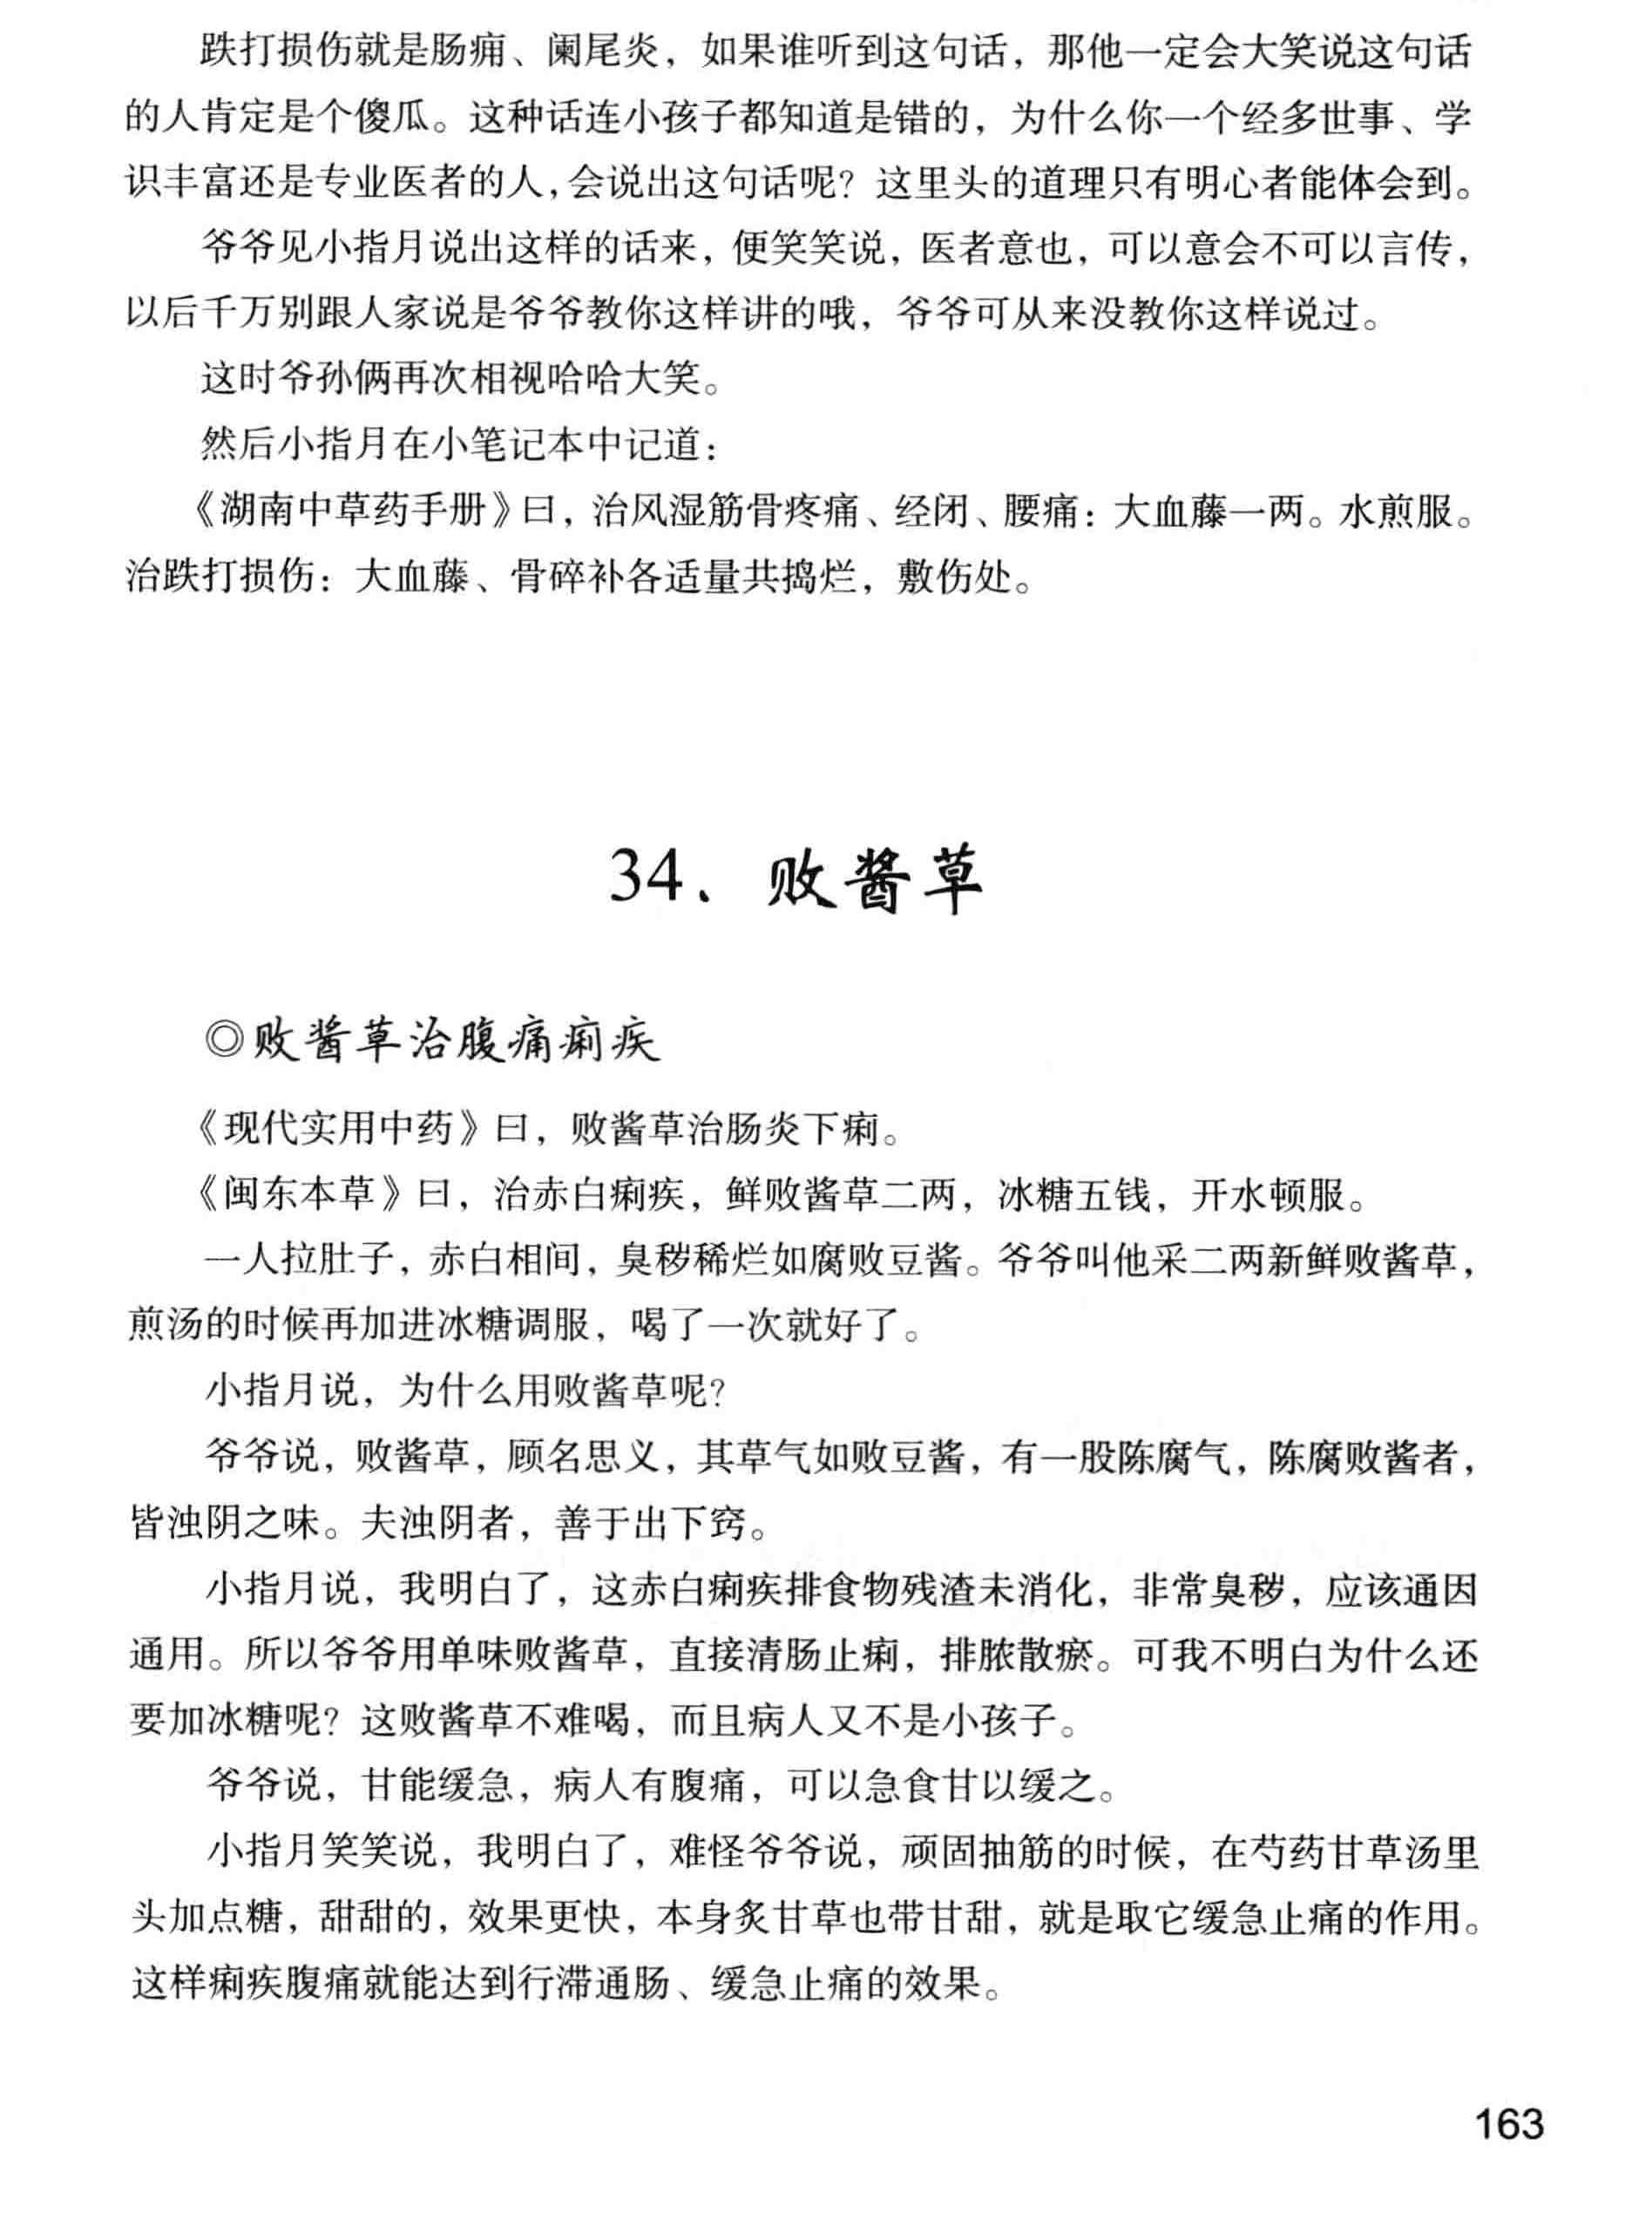 跌打损伤就是肠痈、阑尾炎，如果谁听到这句话，那他一定会大笑说这句话
的人肯定是个傻瓜。这种话连小孩子都知道是错的，为什么你一个经多世事、学
识丰富还是专业医者的人，会说出这句话呢？这里头的道理只有明心者能体会到。
爷爷见小指月说出这样的话来，便笑笑说，医者意也，可以意会不可以言传，
以后千万别跟人家说是爷爷教你这样讲的哦，爷爷可从来没教你这样说过。
这时爷孙俩再次相视哈哈大笑。
然后小指月在小笔记本中记道：
《湖南中草药手册》曰，治风湿筋骨疼痛、经闭、腰痛：大血藤一两。水煎服。
治跌打损伤：大血藤、骨碎补各适量共捣烂，敷伤处。
34、败酱草
◎败酱草治腹痛痢疾
《现代实用中药》曰，败酱草治肠炎下痢。
《闽东本草》曰，治赤白痢疾，鲜败酱草二两，冰糖五钱，开水顿服。
一人拉肚子，赤白相间，臭秽稀烂如腐败豆酱。爷爷叫他采二两新鲜败酱草，
煎汤的时候再加进冰糖调服，喝了一次就好了。
小指月说，为什么用败酱草呢？
爷爷说，败酱草，顾名思义，其草气如败豆酱，有一股陈腐气，陈腐败酱者，
皆浊阴之味。夫浊阴者，善于出下窍。
小指月说，我明白了，这赤白痢疾排食物残渣未消化，非常臭秽，应该通因
通用。所以爷爷用单味败酱草，直接清肠止痢，排脓散瘀。可我不明白为什么还
要加冰糖呢？这败酱草不难喝，而且病人又不是小孩子。
爷爷说，甘能缓急，病人有腹痛，可以急食甘以缓之。
小指月笑笑说，我明白了，难怪爷爷说，顽固抽筋的时候，在芍药甘草汤里
头加点糖，甜甜的，效果更快，本身炙甘草也带甘甜，就是取它缓急止痛的作用。
这样痢疾腹痛就能达到行滞通肠、缓急止痛的效果。
163